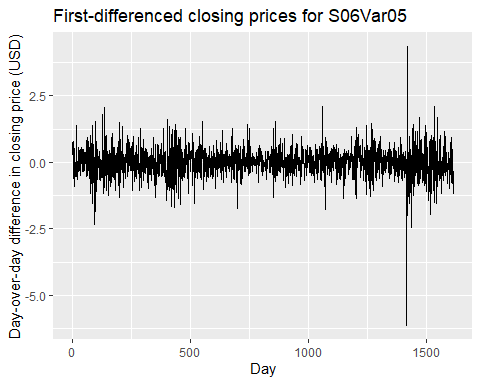 First-differenced closing prices for S06Var05
Day-over-day difference in closing price (USD)
2.5
0.0
-2.5
-5.0
0
500
1000
1500
Day